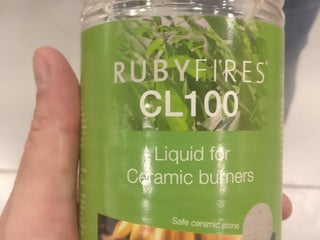 RUBYFIRES®
CL100
Liquid for
Ceramic burners
Safe ceramic stone